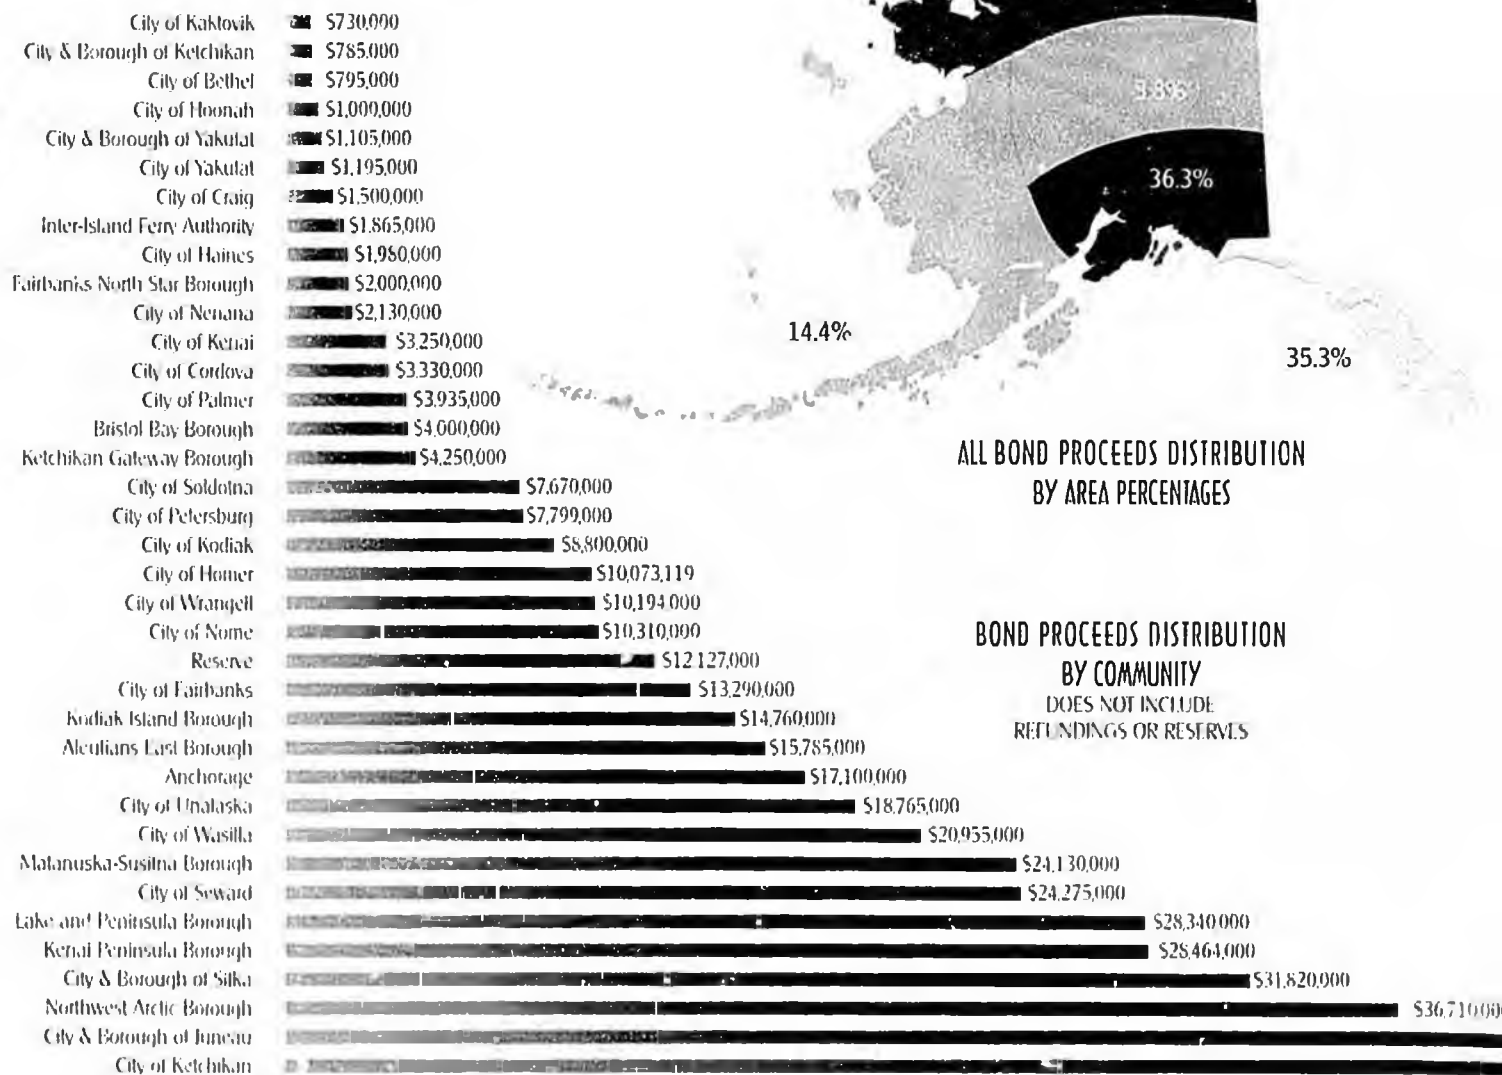 City of Kaktovik $730,000
City & Borough of Ketchikan $785,000
City of Bethel $795,000
City of Hoonah $1,000,000
City & Borough of Yakutat $1,105,000
City of Yakutat $1,195,000
City of Craig $1,500,000
Inter-Island Ferry Authority $1,865,000
City of Haines $1,980,000
Fairbanks North Star Borough $2,000,000
City of Nenana $2,130,000
City of Kenai $3,250,000
City of Cordova $3,330,000
City of Palmer $3,935,000
Bristol Bay Borough $4,000,000
Ketchikan Gateway Borough $4,250,000
City of Soldotna $7,670,000
City of Petersburg $7,799,000
City of Kodiak $8,800,000
City of Homer $10,073,119
City of Wrangell $10,194,000
City of Nome $10,310,000
Reserve $12,127,000
City of Fairbanks $13,290,000
Kodiak Island Borough $14,760,000
Aleutians East Borough $15,785,000
Anchorage $17,100,000
City of Unalaska $18,765,000
City of Wasilla $20,955,000
Matanuska-Susitna Borough $24,130,000
City of Seward $24,275,000
Lake and Peninsula Borough $28,340,000
Kenai Peninsula Borough $28,464,000
City & Borough of Sitka $31,820,000
Northwest Arctic Borough $36,710,00
City & Borough of Juneau
City of Ketchikan
36.3%
14.4%
35.3%
ALL BOND PROCEEDS DISTRIBUTION
BY AREA PERCENTAGES
BOND PROCEEDS DISTRIBUTION
BY COMMUNITY
DOES NOT INCLUDE
REFUNDINGS OR RESERVES